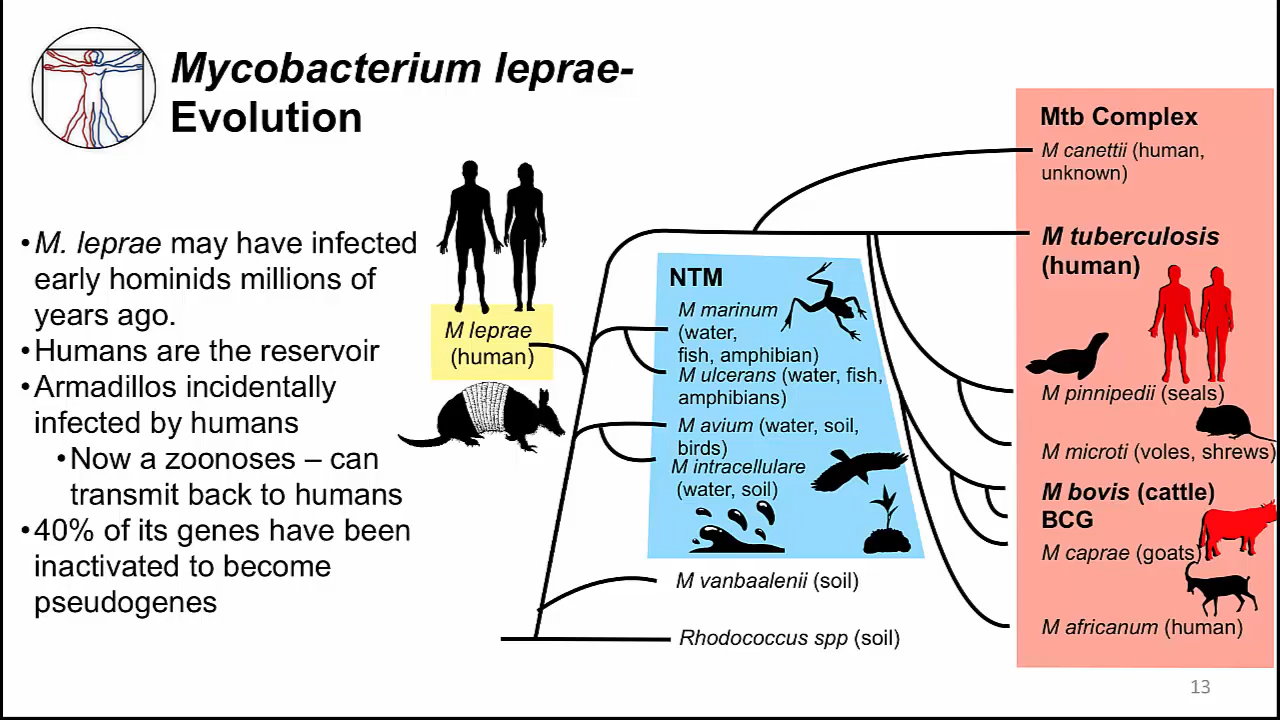 Mycobacterium leprae-
Evolution
•M. leprae may have infected
early hominids millions of
years ago.
•Humans are the reservoir
•Armadillos incidentally
infected by humans
•Now a zoonoses – can
transmit back to humans
•40% of its genes have been
inactivated to become
pseudogenes
M leprae
(human)
NTM
M marinum
(water,
fish, amphibian)
M ulcerans (water, fish,
amphibians)
M avium (water, soil,
birds)
M intracellulare
(water, soil)
M vanbaalenii (soil)
Rhodococcus spp (soil)
Mtb Complex
M canettii (human,
unknown)
M tuberculosis
(human)
M pinnipedii (seals)
M microti (voles, shrews)
M bovis (cattle)
BCG
M caprae (goats)
M africanum (human)
13